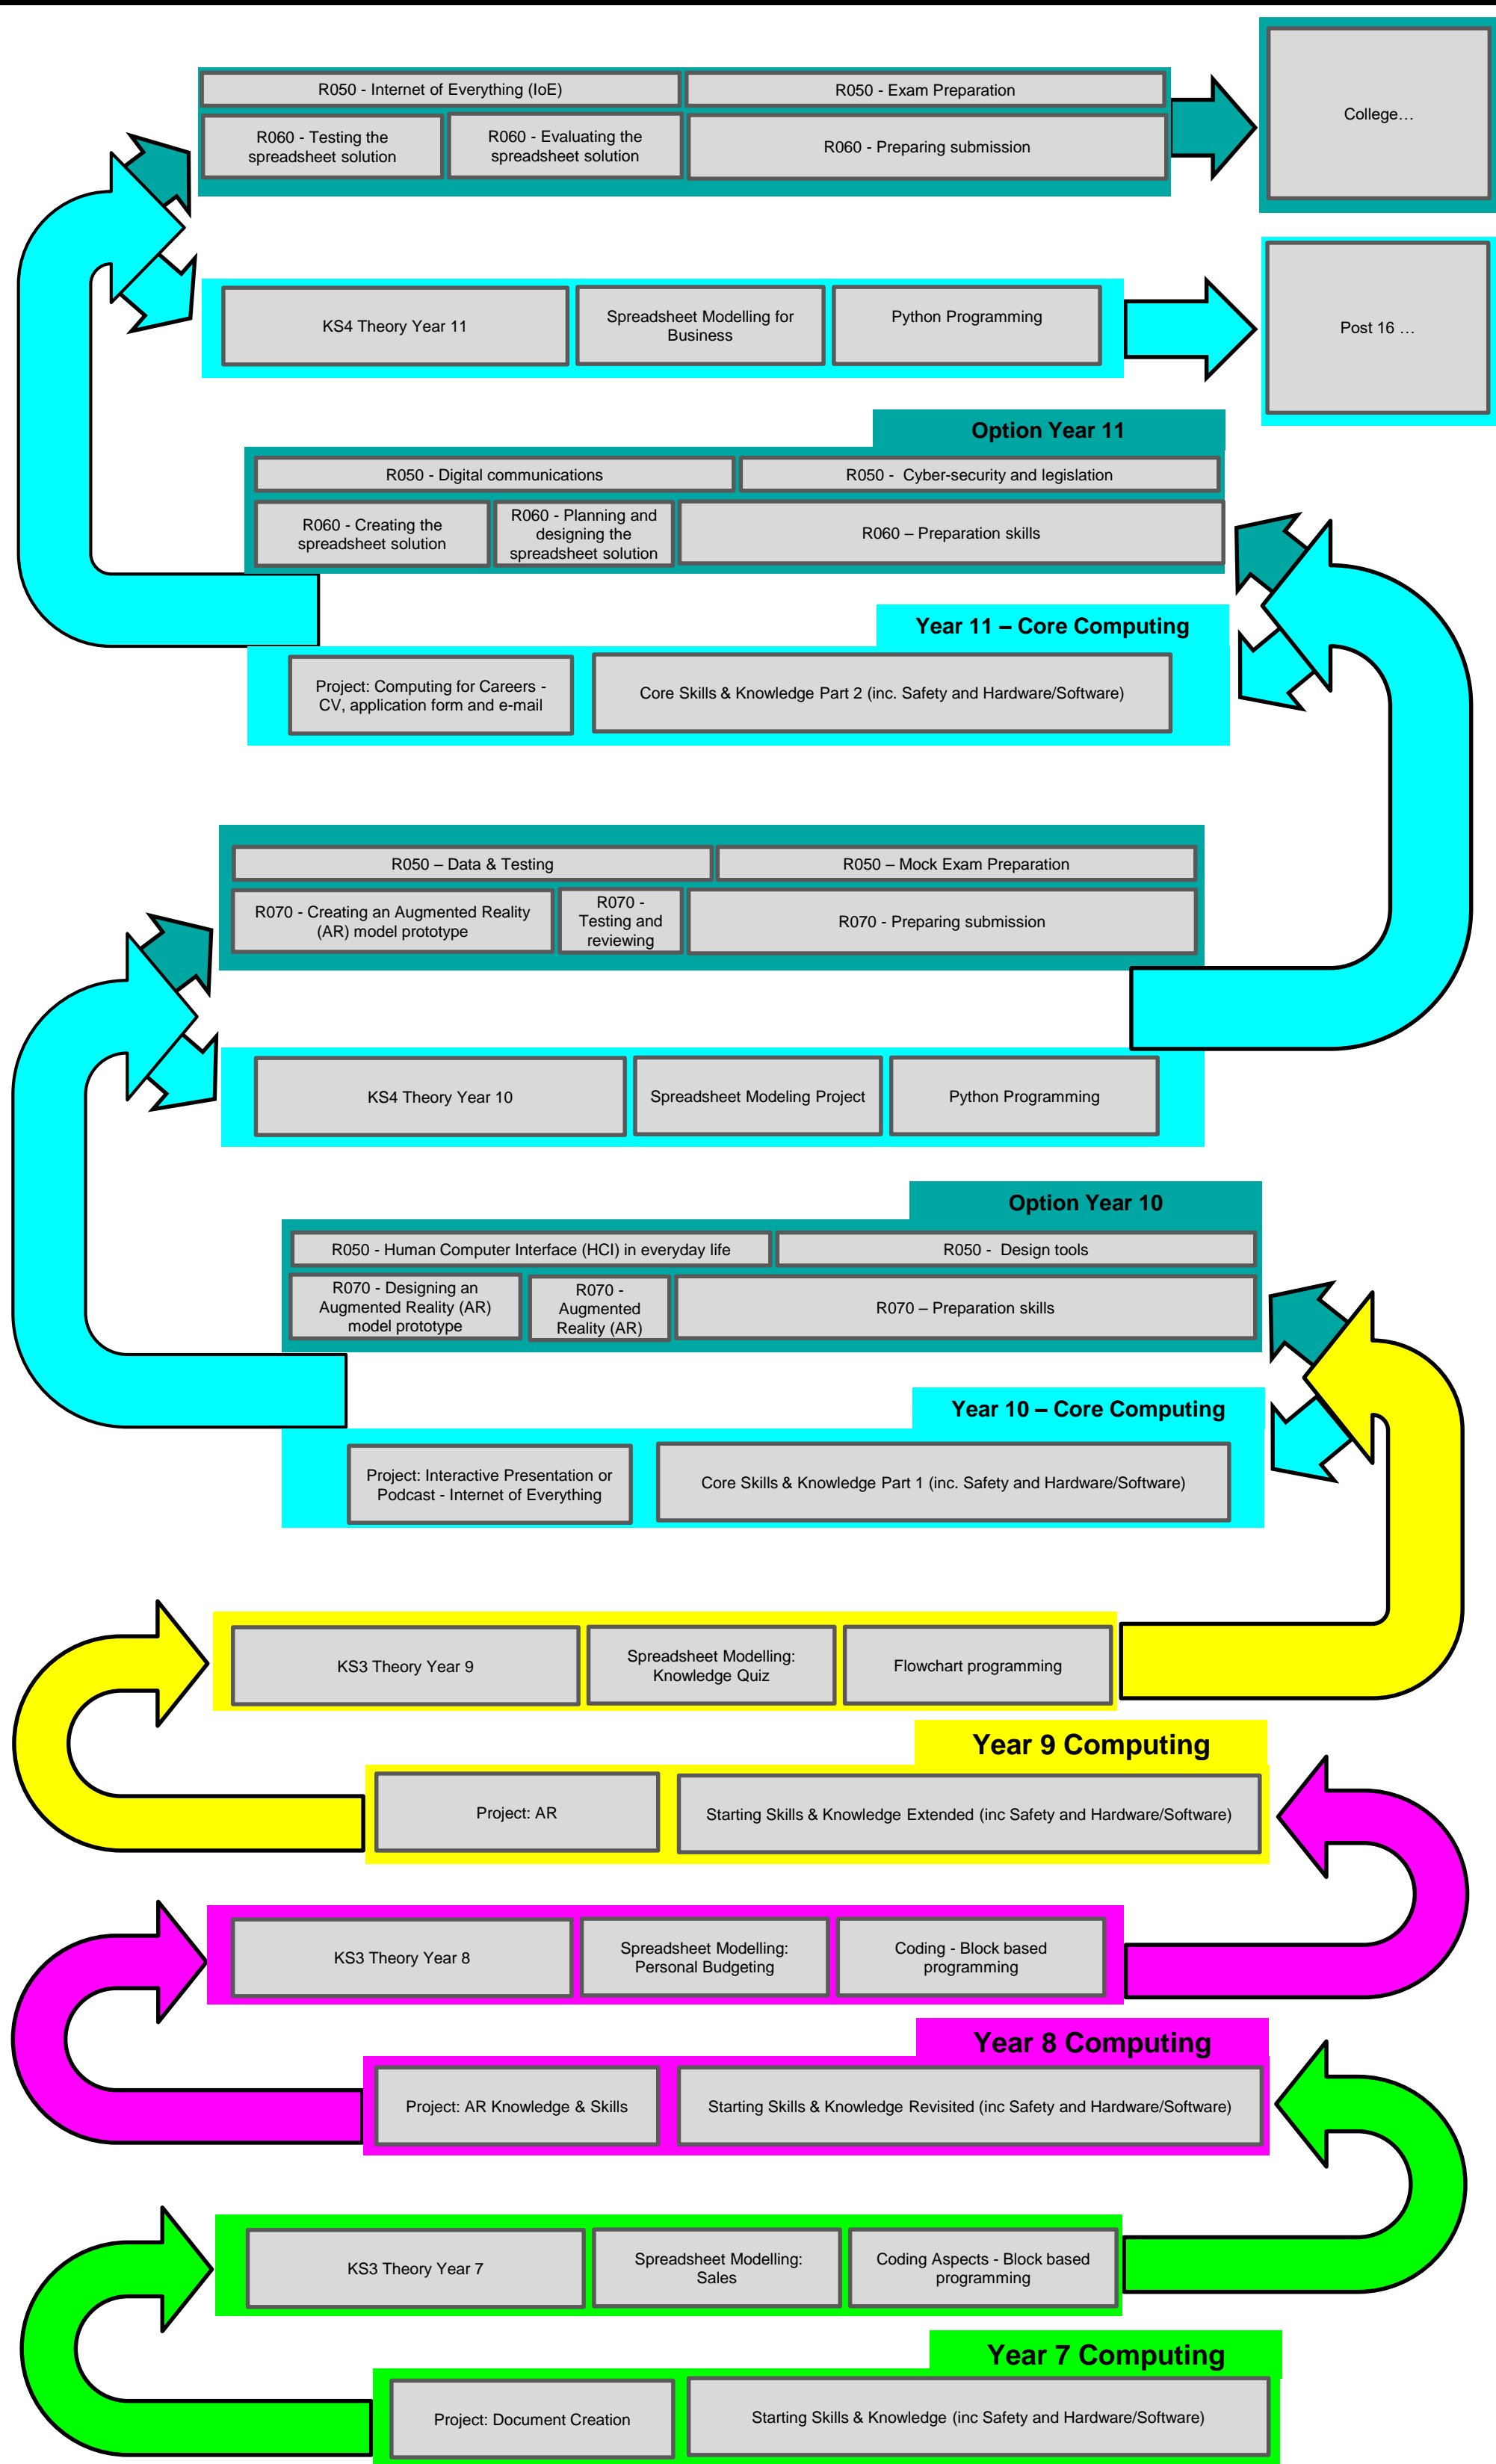 R050 - Internet of Everything (IoE)
R050 - Exam Preparation
R060 - Testing the
spreadsheet solution
R060 - Evaluating the
spreadsheet solution
R060 - Preparing submission
College…
KS4 Theory Year 11
Spreadsheet Modelling for
Business
Python Programming
Post 16 …
Option Year 11
R050 - Digital communications
R050 -  Cyber-security and legislation
R060 - Creating the
spreadsheet solution
R060 - Planning and
designing the
spreadsheet solution
R060 – Preparation skills
Year 11 – Core Computing
Project: Computing for Careers -
CV, application form and e-mail
Core Skills & Knowledge Part 2 (inc. Safety and Hardware/Software)
R050 – Data & Testing
R050 – Mock Exam Preparation
R070 - Creating an Augmented Reality
(AR) model prototype
R070 -
Testing and
reviewing
R070 - Preparing submission
KS4 Theory Year 10
Spreadsheet Modeling Project
Python Programming
Option Year 10
R050 - Human Computer Interface (HCI) in everyday life
R050 -  Design tools
R070 - Designing an
Augmented Reality (AR)
model prototype
R070 -
Augmented
Reality (AR)
R070 – Preparation skills
Year 10 – Core Computing
Project: Interactive Presentation or
Podcast - Internet of Everything
Core Skills & Knowledge Part 1 (inc. Safety and Hardware/Software)
KS3 Theory Year 9
Spreadsheet Modelling:
Knowledge Quiz
Flowchart programming
Year 9 Computing
Project: AR
Starting Skills & Knowledge Extended (inc Safety and Hardware/Software)
KS3 Theory Year 8
Spreadsheet Modelling:
Personal Budgeting
Coding - Block based
programming
Year 8 Computing
Project: AR Knowledge & Skills
Starting Skills & Knowledge Revisited (inc Safety and Hardware/Software)
KS3 Theory Year 7
Spreadsheet Modelling:
Sales
Coding Aspects - Block based
programming
Year 7 Computing
Project: Document Creation
Starting Skills & Knowledge (inc Safety and Hardware/Software)